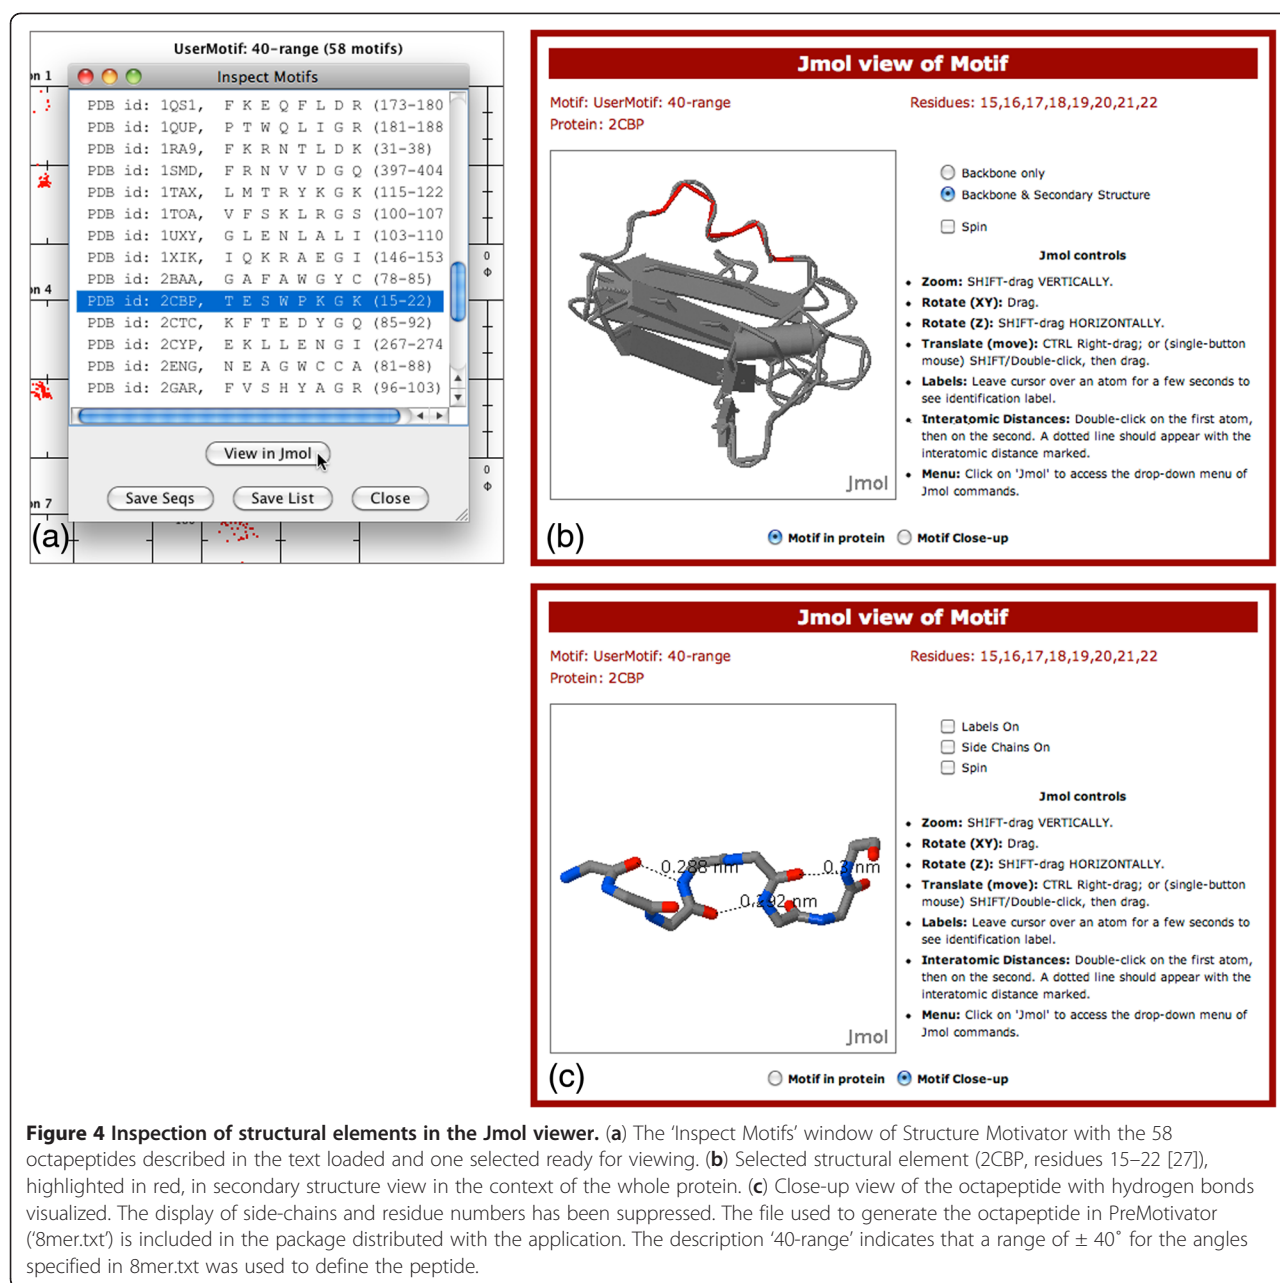 UserMotif: 40-range (58 motifs)
on 1
Inspect Motifs
PDB id: 1QS1, F K E Q F L D R (173-180
PDB id: 1QUP, P T W Q L I G R (181-188
PDB id: 1RA9, F K R N T L D K (31-38)
PDB id: 1SMD, F R N V V D G Q (397-404
PDB id: 1TAX, L M T R Y K G K (115-122
PDB id: 1TOA, V F S K L R G S (100-107
PDB id: 1UXY, G L E N L A L I (103-110
PDB id: 1XIK, I Q K R A E G I (146-153
PDB id: 2BAA, G A F A W G Y C (78-85)
PDB id: 2CBP, T E S W P K G K (15-22)
PDB id: 2CTC, K F T E D Y G Q (85-92)
PDB id: 2CYP, E K L L E N G I (267-274
PDB id: 2ENG, N E A G W C C A (81-88)
PDB id: 2GAR, F V S H Y A G R (96-103)
0
Φ
on 4
View in Jmol
0
Φ
Save Seqs Save List Close
on 7
(a)
Jmol view of Motif
Motif: UserMotif: 40-range Residues: 15,16,17,18,19,20,21,22
Protein: 2CBP
Backbone only
Backbone & Secondary Structure
Spin
Jmol controls
• Zoom: SHIFT-drag VERTICALLY.
• Rotate (XY): Drag.
• Rotate (Z): SHIFT-drag HORIZONTALLY.
• Translate (move): CTRL Right-drag; or (single-button
mouse) SHIFT/Double-click, then drag.
• Labels: Leave cursor over an atom for a few seconds to
see identification label.
• Interatomic Distances: Double-click on the first atom,
then on the second. A dotted line should appear with the
interatomic distance marked.
• Menu: Click on 'Jmol' to access the drop-down menu of
Jmol commands.
Jmol
(b)
Motif in protein Motif Close-up
Jmol view of Motif
Motif: UserMotif: 40-range Residues: 15,16,17,18,19,20,21,22
Protein: 2CBP
Labels On
Side Chains On
Spin
Jmol controls
• Zoom: SHIFT-drag VERTICALLY.
• Rotate (XY): Drag.
• Rotate (Z): SHIFT-drag HORIZONTALLY.
• Translate (move): CTRL Right-drag; or (single-button
mouse) SHIFT/Double-click, then drag.
• Labels: Leave cursor over an atom for a few seconds to
see identification label.
• Interatomic Distances: Double-click on the first atom,
then on the second. A dotted line should appear with the
interatomic distance marked.
• Menu: Click on 'Jmol' to access the drop-down menu of
Jmol commands.
0.288 nm
0.3 nm
0.292 nm
Jmol
(c)
Motif in protein Motif Close-up
Figure 4 Inspection of structural elements in the Jmol viewer. (a) The ‘Inspect Motifs’ window of Structure Motivator with the 58
octapeptides described in the text loaded and one selected ready for viewing. (b) Selected structural element (2CBP, residues 15–22 [27]),
highlighted in red, in secondary structure view in the context of the whole protein. (c) Close-up view of the octapeptide with hydrogen bonds
visualized. The display of side-chains and residue numbers has been suppressed. The file used to generate the octapeptide in PreMotivator
(‘8mer.txt’) is included in the package distributed with the application. The description ‘40-range’ indicates that a range of ± 40˚ for the angles
specified in 8mer.txt was used to define the peptide.